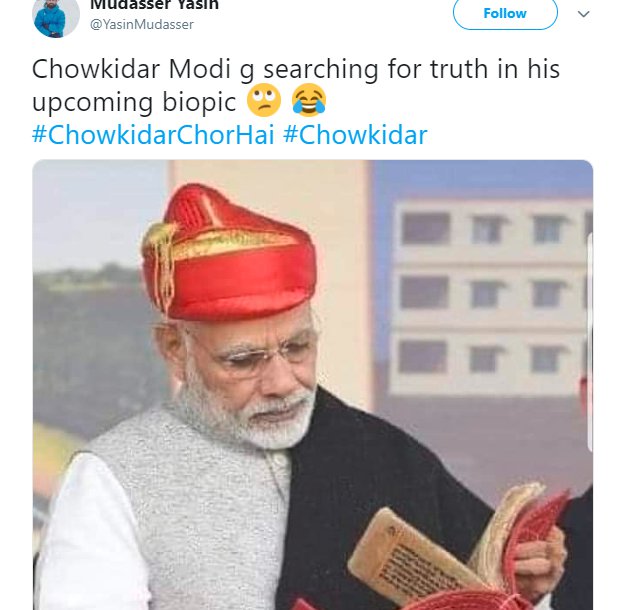 Mudasser Yasin
@YasinMudasser
Follow
Chowkidar Modi g searching for truth in his
upcoming biopic 🙄 😂
#ChowkidarChorHai #Chowkidar